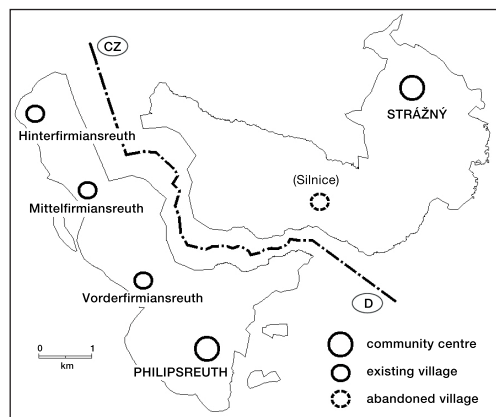 CZ
STRÁŽNÝ
Hinterfirmiansreuth
(Silnice)
Mittelfirmiansreuth
Vorderfirmiansreuth
D
0 1
km
PHILIPSREUTH
community centre
existing village
abandoned village